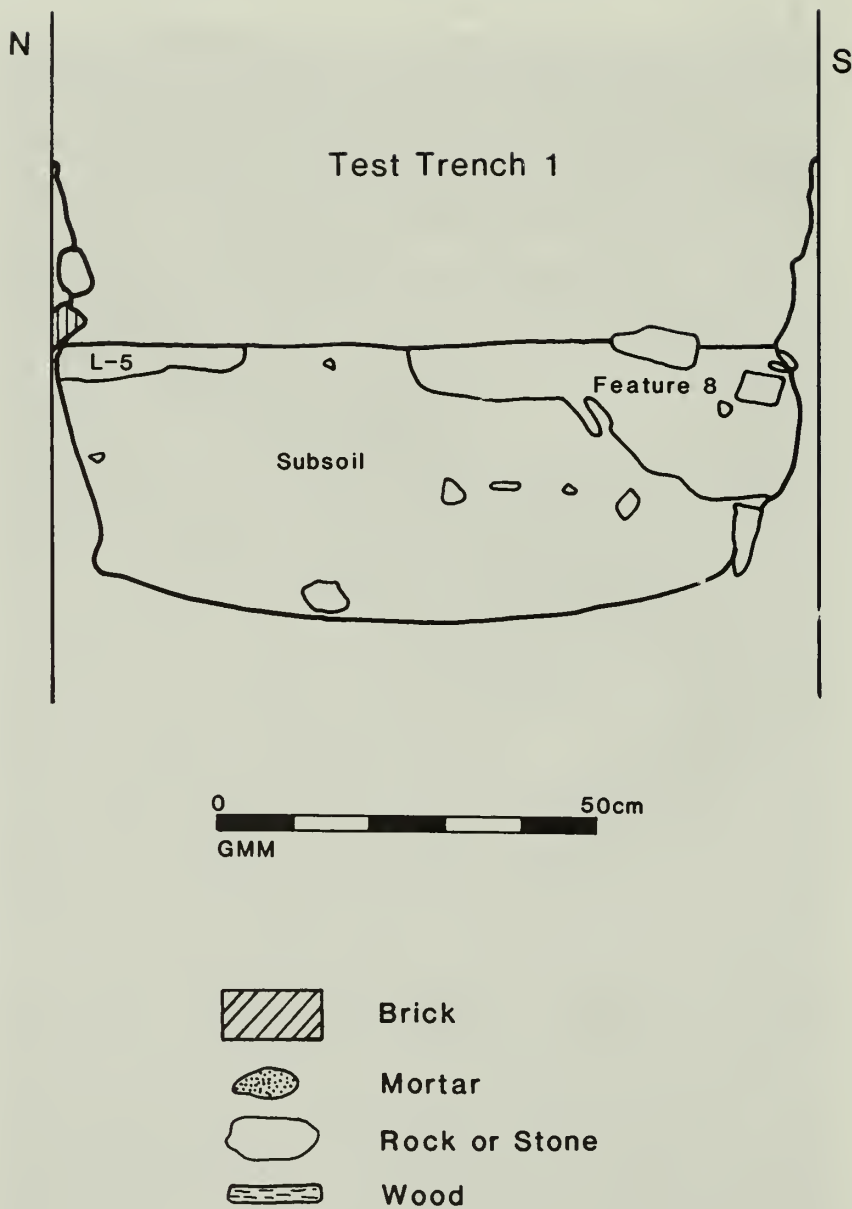 N
S
Test Trench 1
L-5
Feature 8
Subsoil
0 50cm
GMM
Brick
Mortar
Rock or Stone
Wood